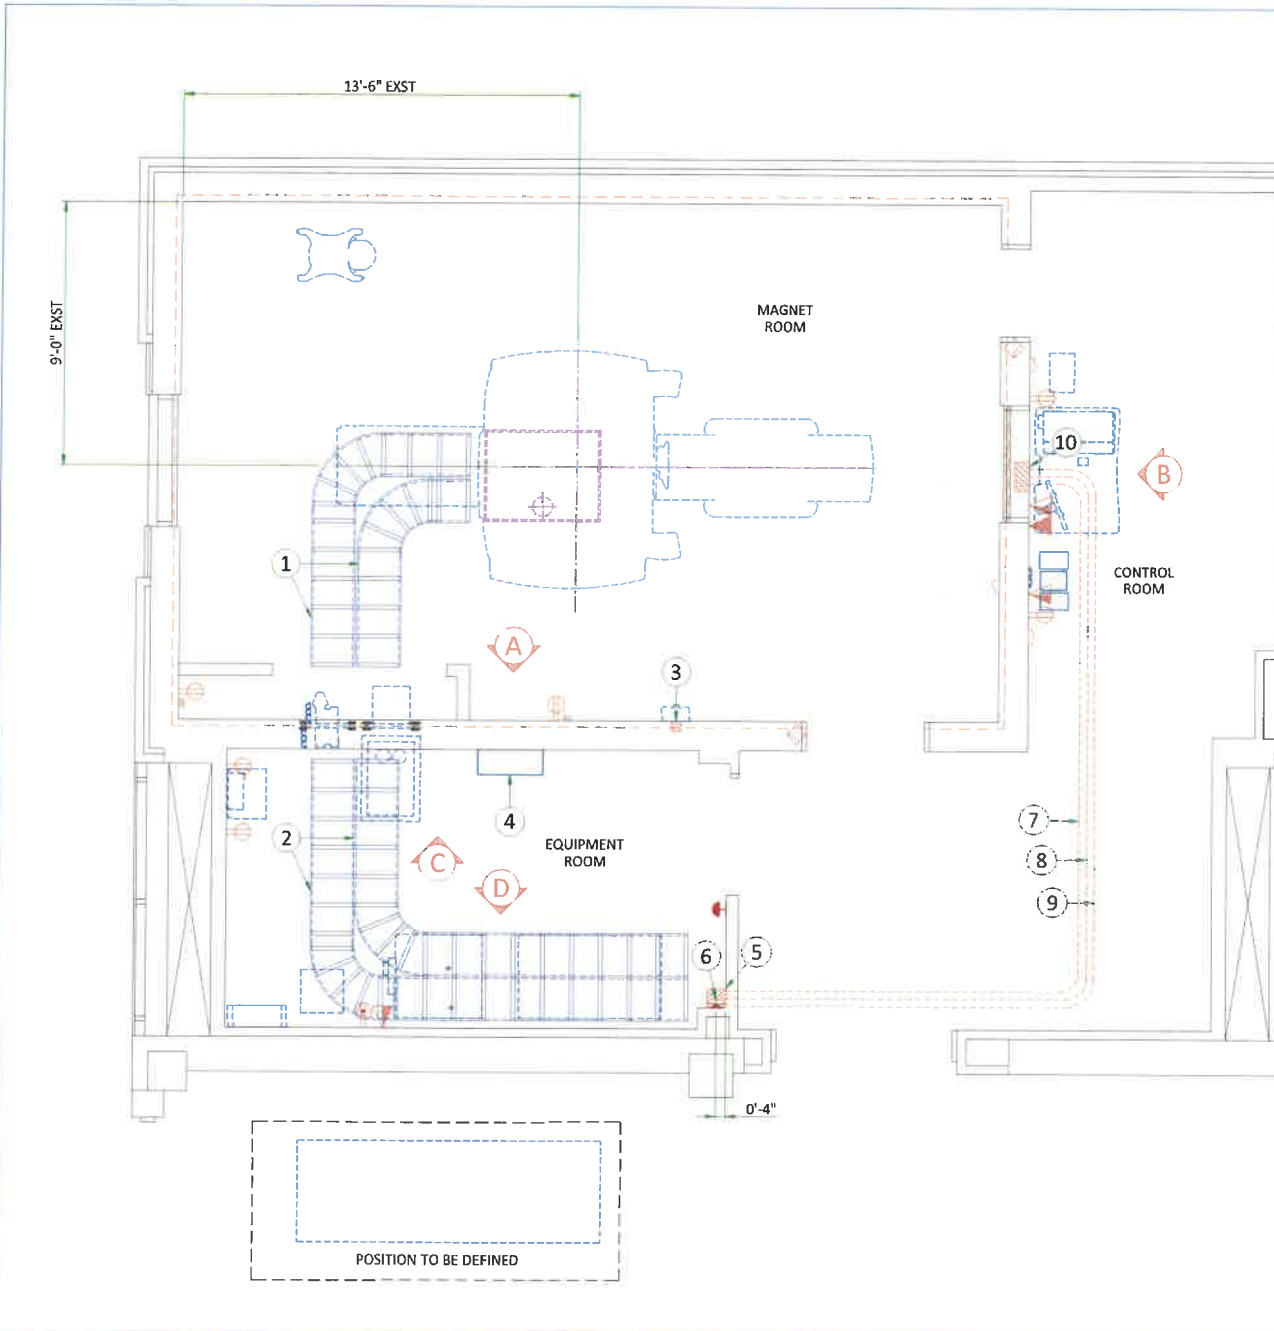 13'-6" EXST
9'-0" EXST
MAGNET
ROOM
10
B
1
CONTROL
ROOM
A
3
4
2
EQUIPMENT
ROOM
7
C
8
D
9
6
5
0'-4"
POSITION TO BE DEFINED